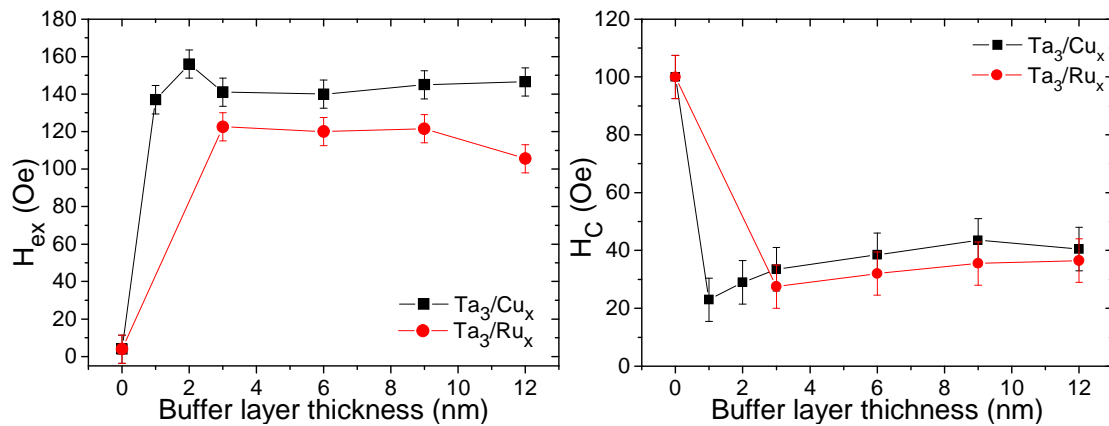 180
160
140
120
100
80
60
40
20
0
H_ex (Oe)
Ta₃/Cuₓ
Ta₃/Ruₓ
0 2 4 6 8 10 12
Buffer layer thickness (nm)
120
100
80
60
40
20
0
H_C (Oe)
Ta₃/Cuₓ
Ta₃/Ruₓ
0 2 4 6 8 10 12
Buffer layer thichness (nm)